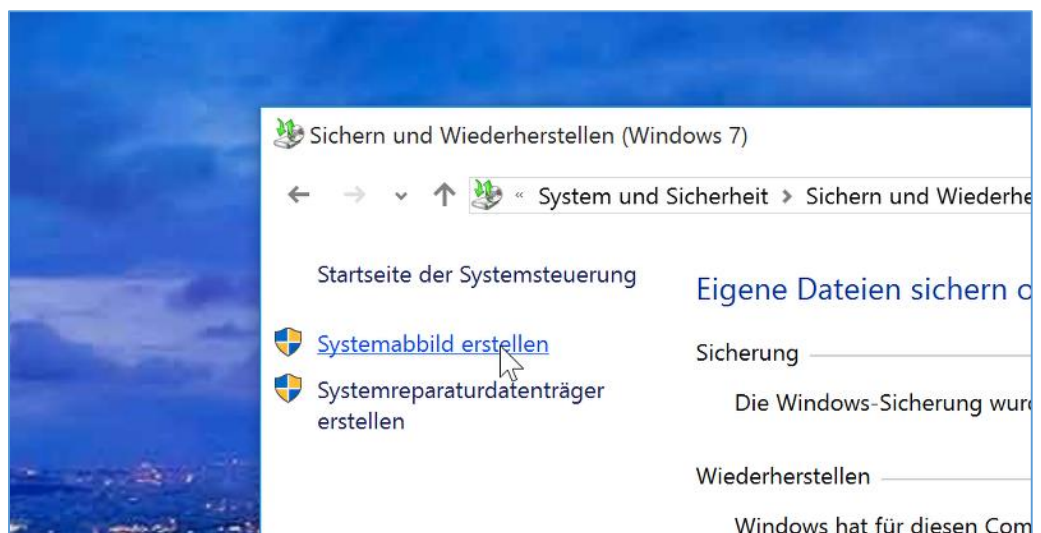 Sichern und Wiederherstellen (Windows 7)
« System und Sicherheit > Sichern und Wiederhe
Startseite der Systemsteuerung
Eigene Dateien sichern o
Systemabbild erstellen
Sicherung
Systemreparaturdatenträger
erstellen
Die Windows-Sicherung wurd
Wiederherstellen
Windows hat für diesen Com